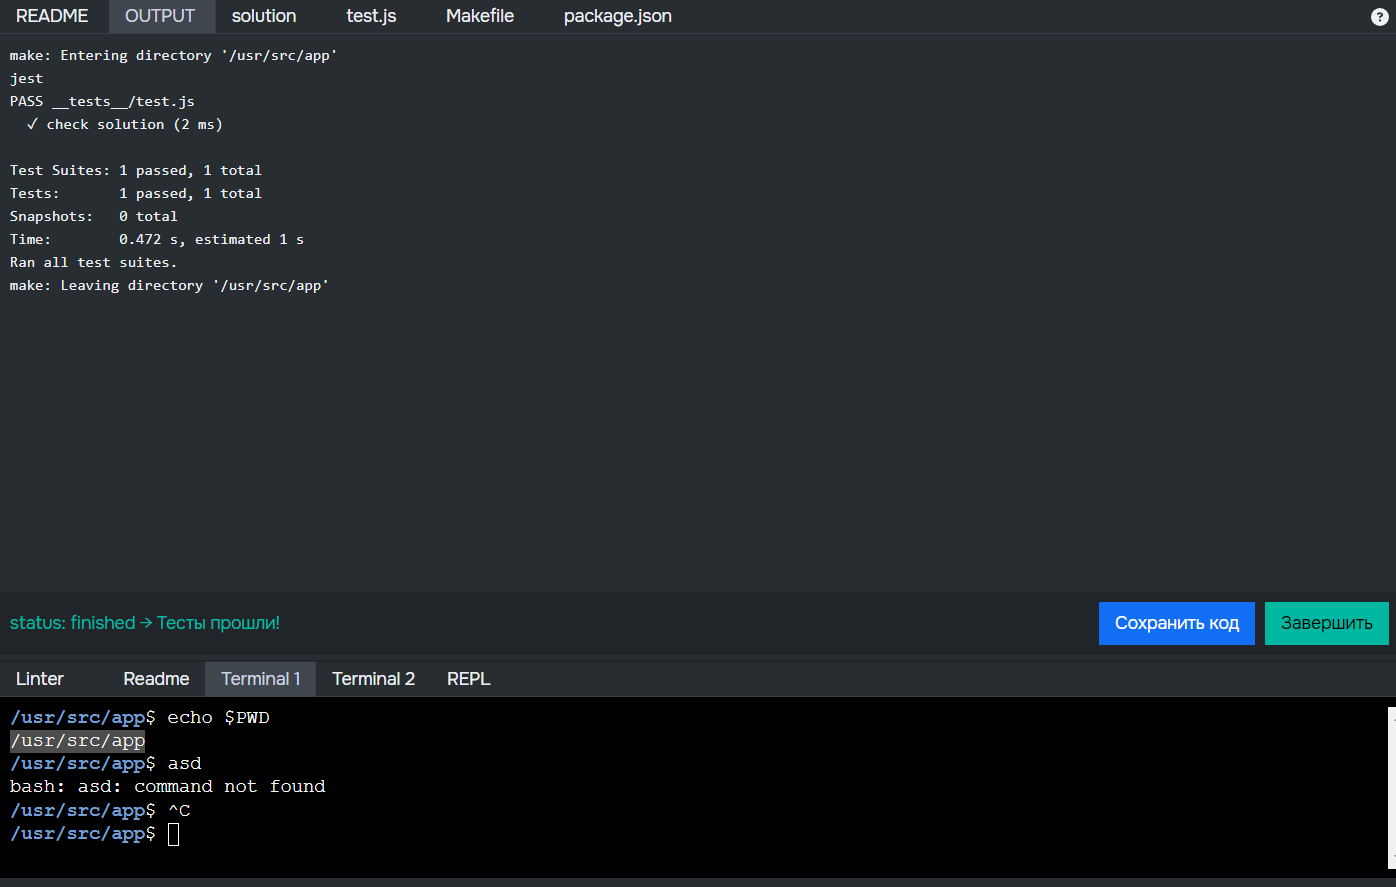 README OUTPUT solution test.js Makefile package.json ?
make: Entering directory '/usr/src/app'
jest
PASS __tests__/test.js
✓ check solution (2 ms)
Test Suites: 1 passed, 1 total
Tests:       1 passed, 1 total
Snapshots:   0 total
Time:        0.472 s, estimated 1 s
Ran all test suites.
make: Leaving directory '/usr/src/app'
status: finished → Тесты прошли! Сохранить код Завершить
Linter Readme Terminal 1 Terminal 2 REPL
/usr/src/app$ echo $PWD
/usr/src/app
/usr/src/app$ asd
bash: asd: command not found
/usr/src/app$ ^C
/usr/src/app$